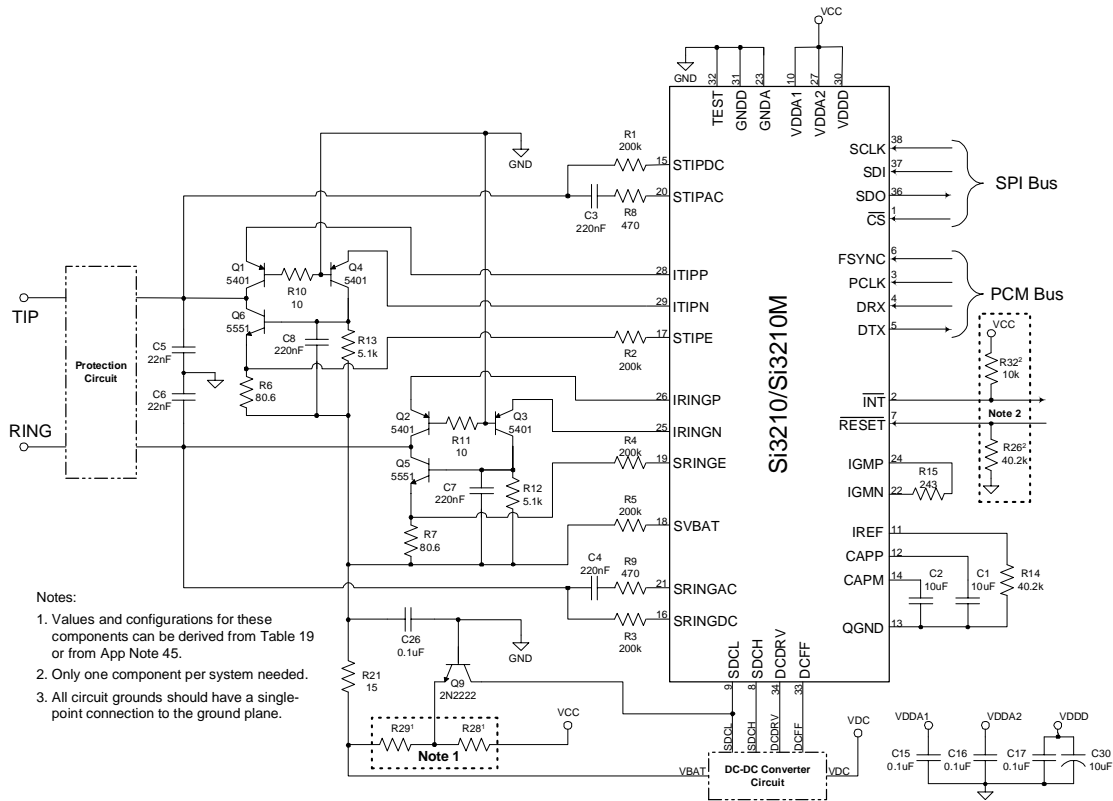 VCC
GND
32
31
23
10
27
30
TEST
GNDD
GNDA
VDDA1
VDDA2
VDDD
Si3210/Si3210M
R1
200k
15
STIPDC
20
STIPAC
C3
220nF
R8
470
GND
38
SCLK
37
SDI
36
SDO
1
CS
SPI Bus
6
FSYNC
3
PCLK
4
DRX
5
DTX
PCM Bus
Q1
5401
R10
10
Q4
5401
28
ITIPP
29
ITIPN
Q6
5551
C8
220nF
R13
5.1k
17
STIPE
R2
200k
TIP
Protection
Circuit
RING
C5
22nF
C6
22nF
R6
80.6
VCC
R32²
10k
INT
2
Note 2
RESET
7
R26²
40.2k
Q2
5401
R11
10
Q3
5401
26
IRINGP
25
IRINGN
R4
200k
19
SRINGE
Q5
5551
C7
220nF
R12
5.1k
R7
80.6
R5
200k
18
SVBAT
24
IGMP
R15
243
22
IGMN
11
IREF
12
CAPP
14
CAPM
C2
10uF
C1
10uF
R14
40.2k
13
QGND
C4
220nF
R9
470
21
SRINGAC
16
SRINGDC
R3
200k
Notes:
1. Values and configurations for these
components can be derived from Table 19
or from App Note 45.
2. Only one component per system needed.
3. All circuit grounds should have a single-
point connection to the ground plane.
C26
0.1uF
GND
R21
15
Q9
2N2222
R29¹
R28¹
Note 1
VCC
SDCL
SDCH
DCDRV
DCFF
9
8
34
33
SDCL
SDCH
DCDRV
DCFF
VBAT
DC-DC Converter
Circuit
VDC
VDC
VDDA1
C15
0.1uF
VDDA2
C16
0.1uF
VDDD
C17
0.1uF
C30
10uF